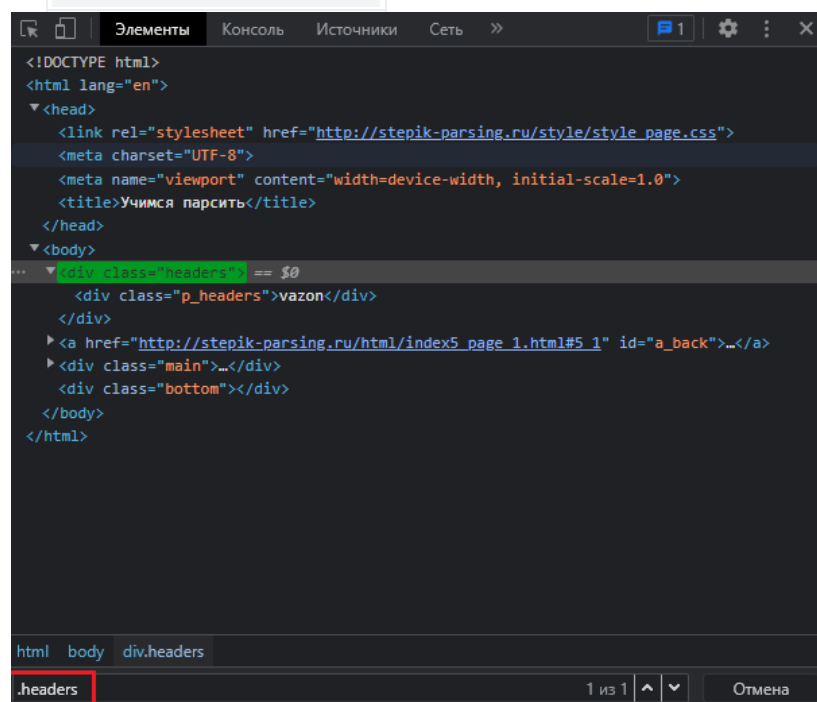 Элементы Консоль Источники Сеть » 1
<!DOCTYPE html>
<html lang="en">
▼<head>
<link rel="stylesheet" href="http://stepik-parsing.ru/style/style_page.css">
<meta charset="UTF-8">
<meta name="viewport" content="width=device-width, initial-scale=1.0">
<title>Учимся парсить</title>
</head>
▼<body>
… ▼<div class="headers"> == $0
<div class="p_headers">vazon</div>
</div>
▶<a href="http://stepik-parsing.ru/html/index5_page_1.html#5_1" id="a_back">…</a>
▶<div class="main">…</div>
<div class="bottom"></div>
</body>
</html>
html body div.headers
.headers 1 из 1 Отмена